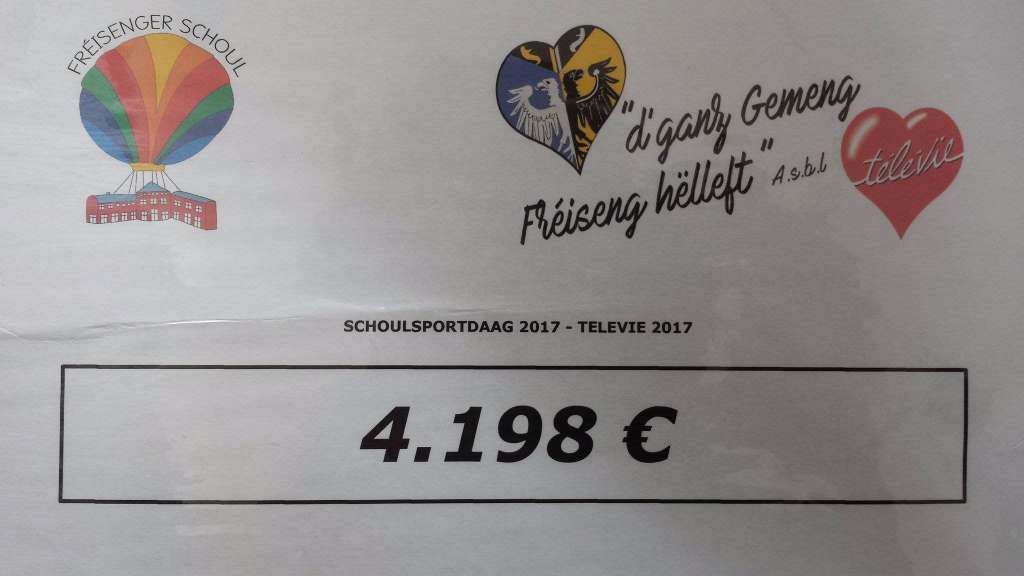 FRÉISENGER SCHOUL
"d'ganz Gemeng
Fréiseng hëlleft" A.s.b.l
télévie
SCHOULSPORTDAAG 2017 - TELEVIE 2017
4.198 €